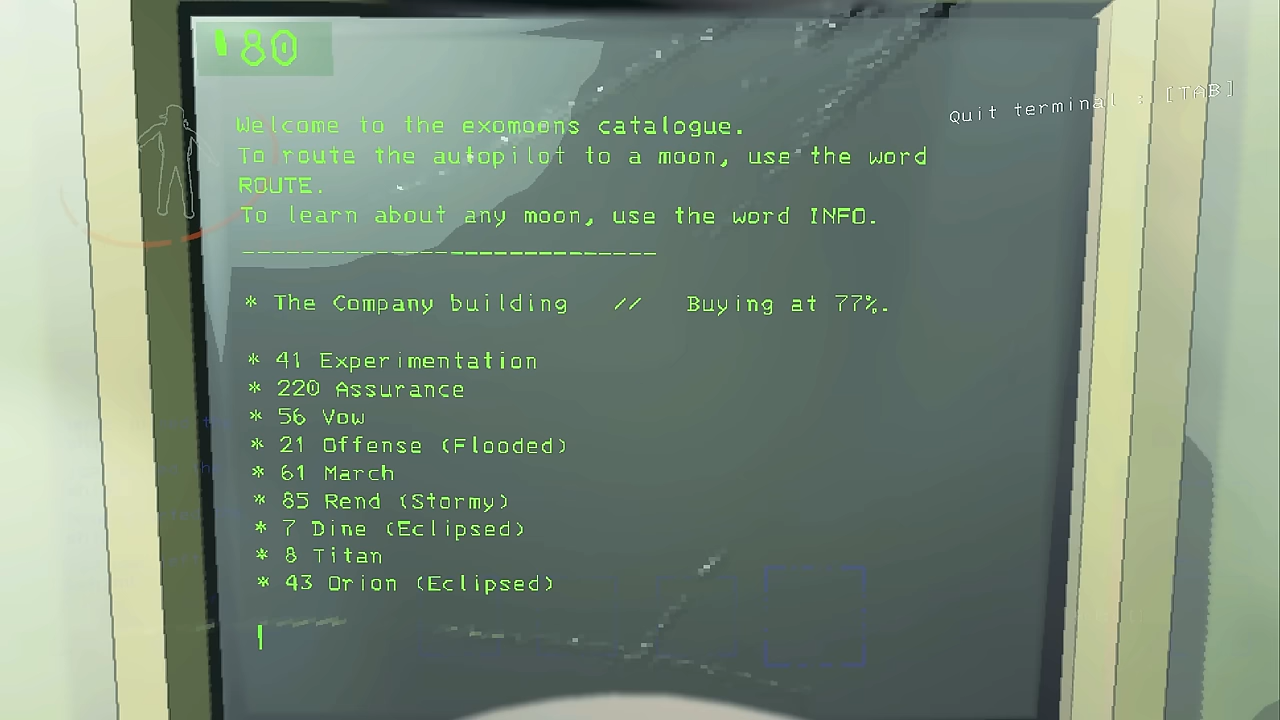 80
Quit terminal : [TAB]
Welcome to the exomoons catalogue.
To route the autopilot to a moon, use the word
ROUTE.
To learn about any moon, use the word INFO.
----------------------------
* The Company building // Buying at 77%.
* 41 Experimentation
* 220 Assurance
* 56 Vow
* 21 Offense (Flooded)
* 61 March
* 85 Rend (Stormy)
* 7 Dine (Eclipsed)
* 8 Titan
* 43 Orion (Eclipsed)